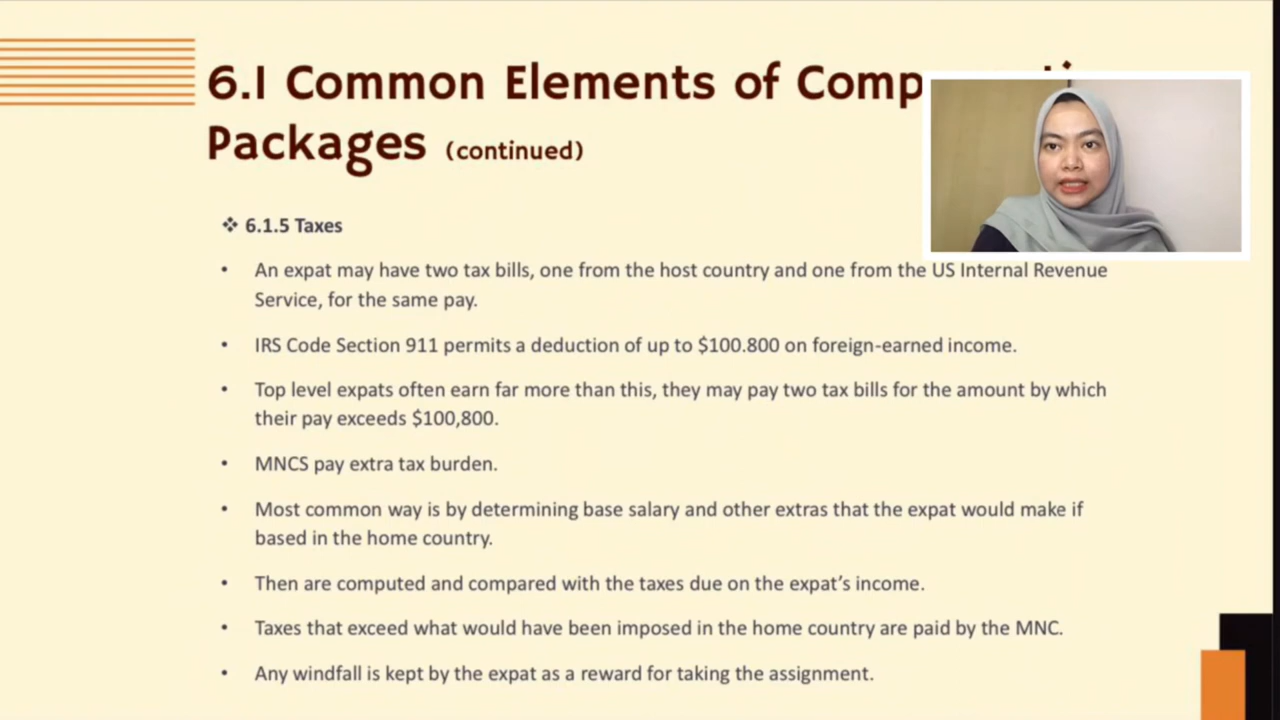 6.1 Common Elements of Comp
Packages (continued)
❖ 6.1.5 Taxes
• An expat may have two tax bills, one from the host country and one from the US Internal Revenue
Service, for the same pay.
• IRS Code Section 911 permits a deduction of up to $100.800 on foreign-earned income.
• Top level expats often earn far more than this, they may pay two tax bills for the amount by which
their pay exceeds $100,800.
• MNCS pay extra tax burden.
• Most common way is by determining base salary and other extras that the expat would make if
based in the home country.
• Then are computed and compared with the taxes due on the expat’s income.
• Taxes that exceed what would have been imposed in the home country are paid by the MNC.
• Any windfall is kept by the expat as a reward for taking the assignment.